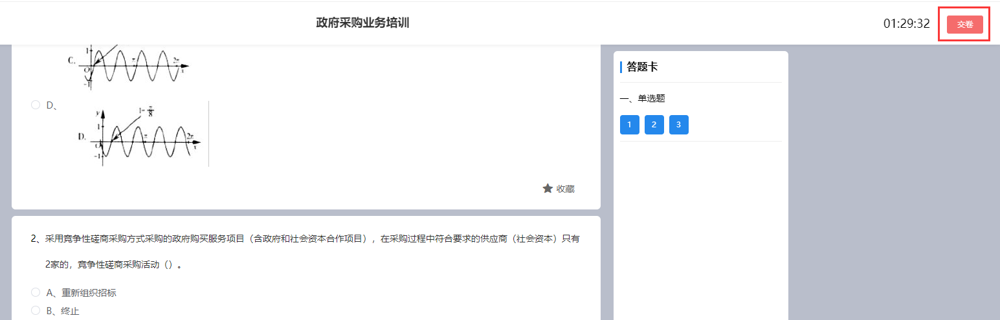 政府采购业务培训
01:29:32
交卷
C.
1
O
-1
π
2π
x
D、
D.
y
1
O
-1
π
2π
x
收藏
2、采用竞争性磋商采购方式采购的政府购买服务项目（含政府和社会资本合作项目），在采购过程中符合要求的供应商（社会资本）只有
2家的，竞争性磋商采购活动（）。
A、重新组织招标
B、终止
答题卡
一、单选题
1 2 3